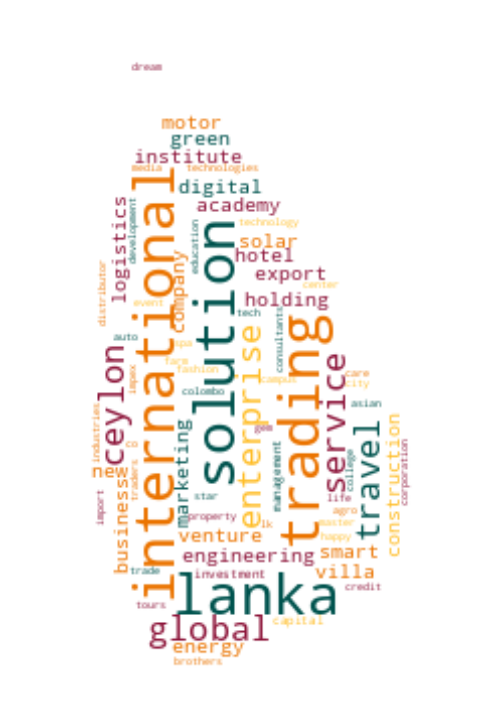 dream
motor
green
institute
media
technologies
digital
academy
logistics
development
international
solution
education
technology
solar
hotel
company
distributor
export
center
event
holding
tech
consultants
trading
enterprise
auto
ceylon
spa
farm
fashion
campus
care
city
service
impex
colombo
asian
industries
co
gem
marketing
management
travel
construction
corporation
college
new
traders
business
import
star
life
property
lk
agro
master
venture
happy
engineering
smart
trade
investment
villa
credit
tours
lanka
global
capital
energy
brothers